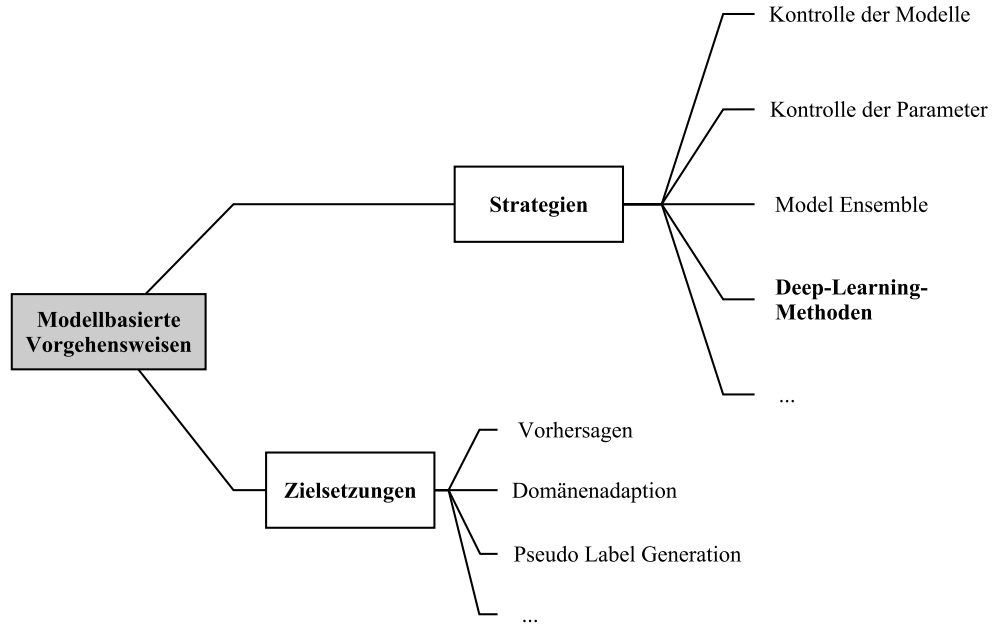 Kontrolle der Modelle
Kontrolle der Parameter
Strategien
Model Ensemble
Deep-Learning-
Methoden
...
Modellbasierte
Vorgehensweisen
Vorhersagen
Zielsetzungen
Domänenadaption
Pseudo Label Generation
...